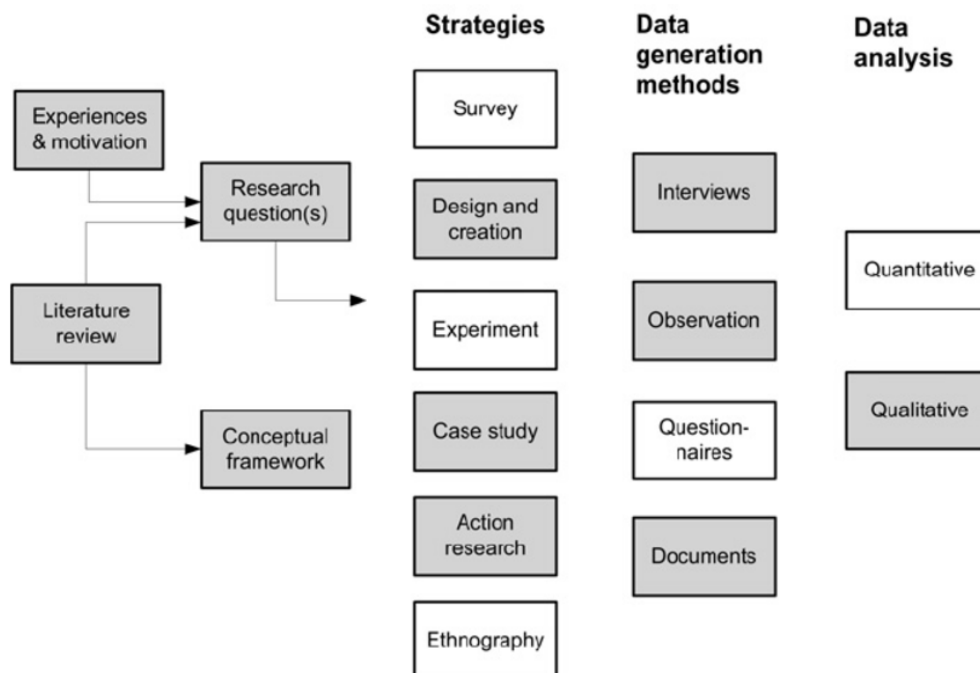 Strategies
Data
generation
methods
Data
analysis
Experiences
& motivation
Literature
review
Research
question(s)
Conceptual
framework
Survey
Design and
creation
Experiment
Case study
Action
research
Ethnography
Interviews
Observation
Question-
naires
Documents
Quantitative
Qualitative